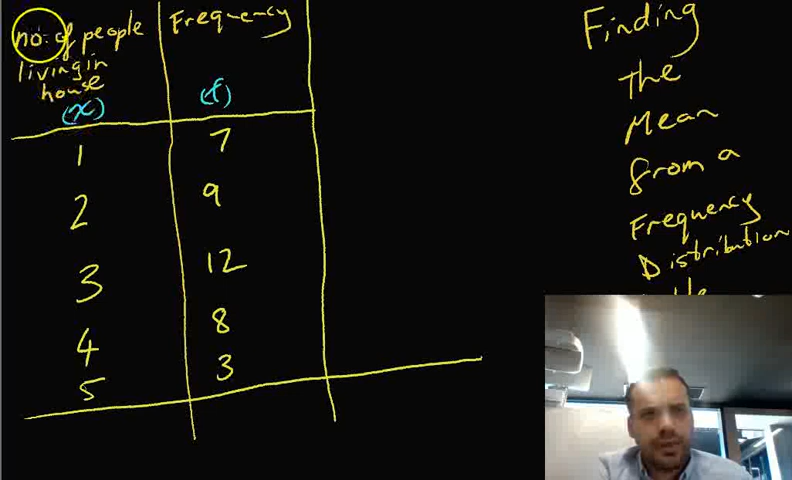 no. of people
living in
house
(x)
Frequency
(f)
1 7
2 9
3 12
4 8
5 3
Finding
the
Mean
from a
Frequency
Distribution